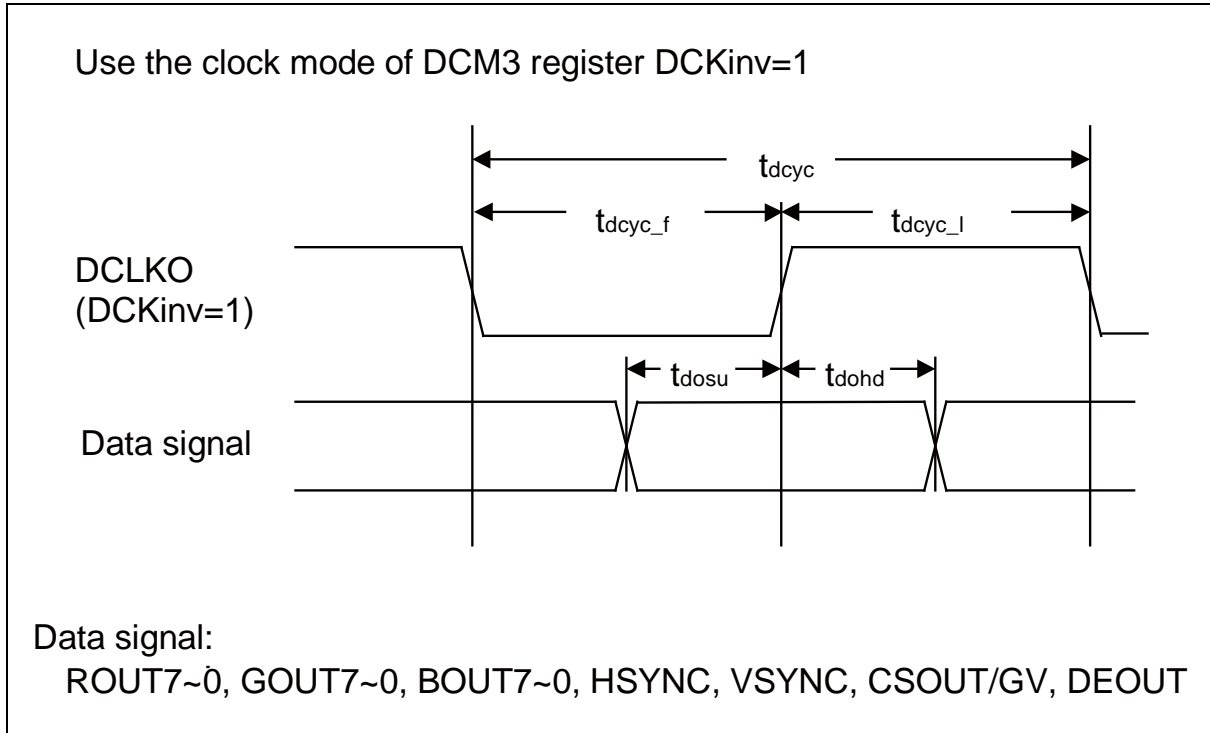 Use the clock mode of DCM3 register DCKinv=1
tdcyc
tdcyc_f
tdcyc_l
DCLKO
(DCKinv=1)
tdosu
tdohd
Data signal
Data signal:
ROUT7~0, GOUT7~0, BOUT7~0, HSYNC, VSYNC, CSOUT/GV, DEOUT